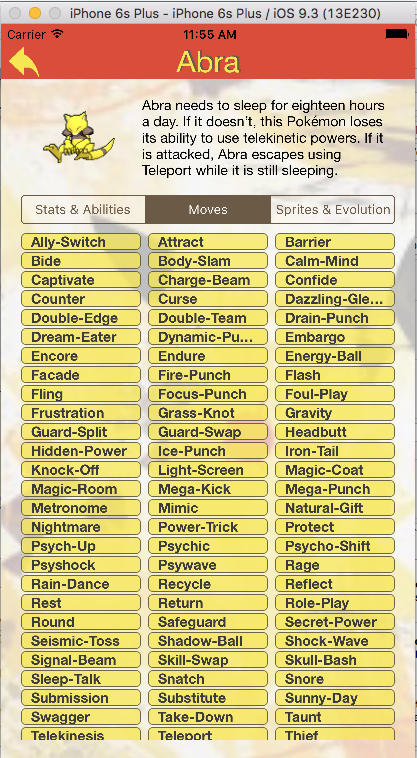 iPhone 6s Plus - iPhone 6s Plus / iOS 9.3 (13E230)
Carrier 11:55 AM
Abra
Abra needs to sleep for eighteen hours
a day. If it doesn't, this Pokémon loses
its ability to use telekinetic powers. If it
is attacked, Abra escapes using
Teleport while it is still sleeping.
Stats & Abilities Moves Sprites & Evolution
Ally-Switch Attract Barrier
Bide Body-Slam Calm-Mind
Captivate Charge-Beam Confide
Counter Curse Dazzling-Gle...
Double-Edge Double-Team Drain-Punch
Dream-Eater Dynamic-Pu... Embargo
Encore Endure Energy-Ball
Facade Fire-Punch Flash
Fling Focus-Punch Foul-Play
Frustration Grass-Knot Gravity
Guard-Split Guard-Swap Headbutt
Hidden-Power Ice-Punch Iron-Tail
Knock-Off Light-Screen Magic-Coat
Magic-Room Mega-Kick Mega-Punch
Metronome Mimic Natural-Gift
Nightmare Power-Trick Protect
Psych-Up Psychic Psycho-Shift
Psyshock Psywave Rage
Rain-Dance Recycle Reflect
Rest Return Role-Play
Round Safeguard Secret-Power
Seismic-Toss Shadow-Ball Shock-Wave
Signal-Beam Skill-Swap Skull-Bash
Sleep-Talk Snatch Snore
Submission Substitute Sunny-Day
Swagger Take-Down Taunt
Telekinesis Teleport Thief